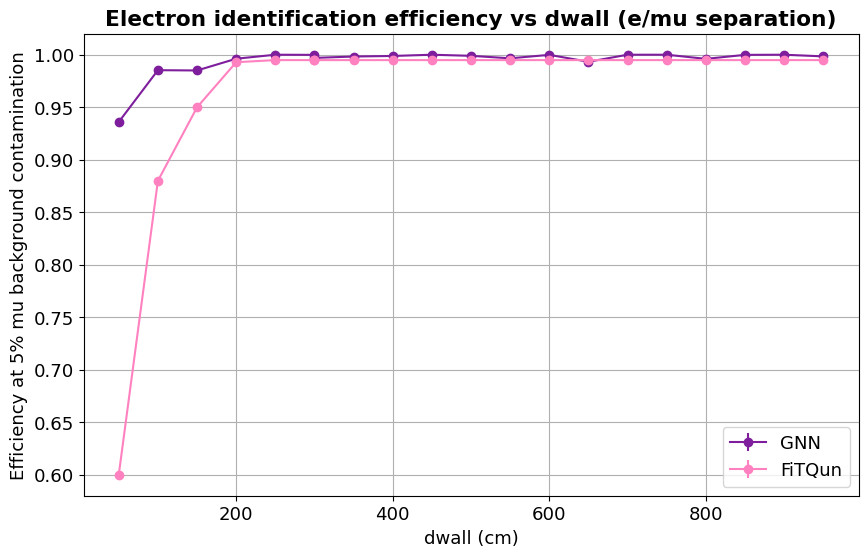 Electron identification efficiency vs dwall (e/mu separation)
Efficiency at 5% mu background contamination
1.00
0.95
0.90
0.85
0.80
0.75
0.70
0.65
0.60
200
400
600
800
dwall (cm)
GNN
FiTQun